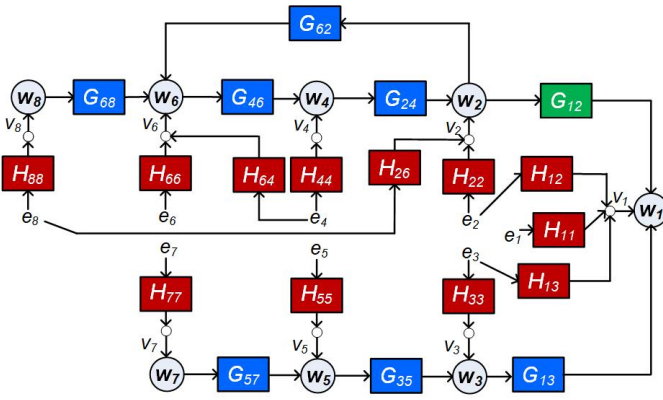 G62
w8 G68 w6 G46 w4 G24 w2 G12
v8 v6 v4 v2
H88 H66 H64 H44 H26 H22 H12 v1 w1
e8 e6 e4 e2 e1 H11
e7 e5 e3
H77 H55 H33 H13
v7 v5 v3
w7 G57 w5 G35 w3 G13